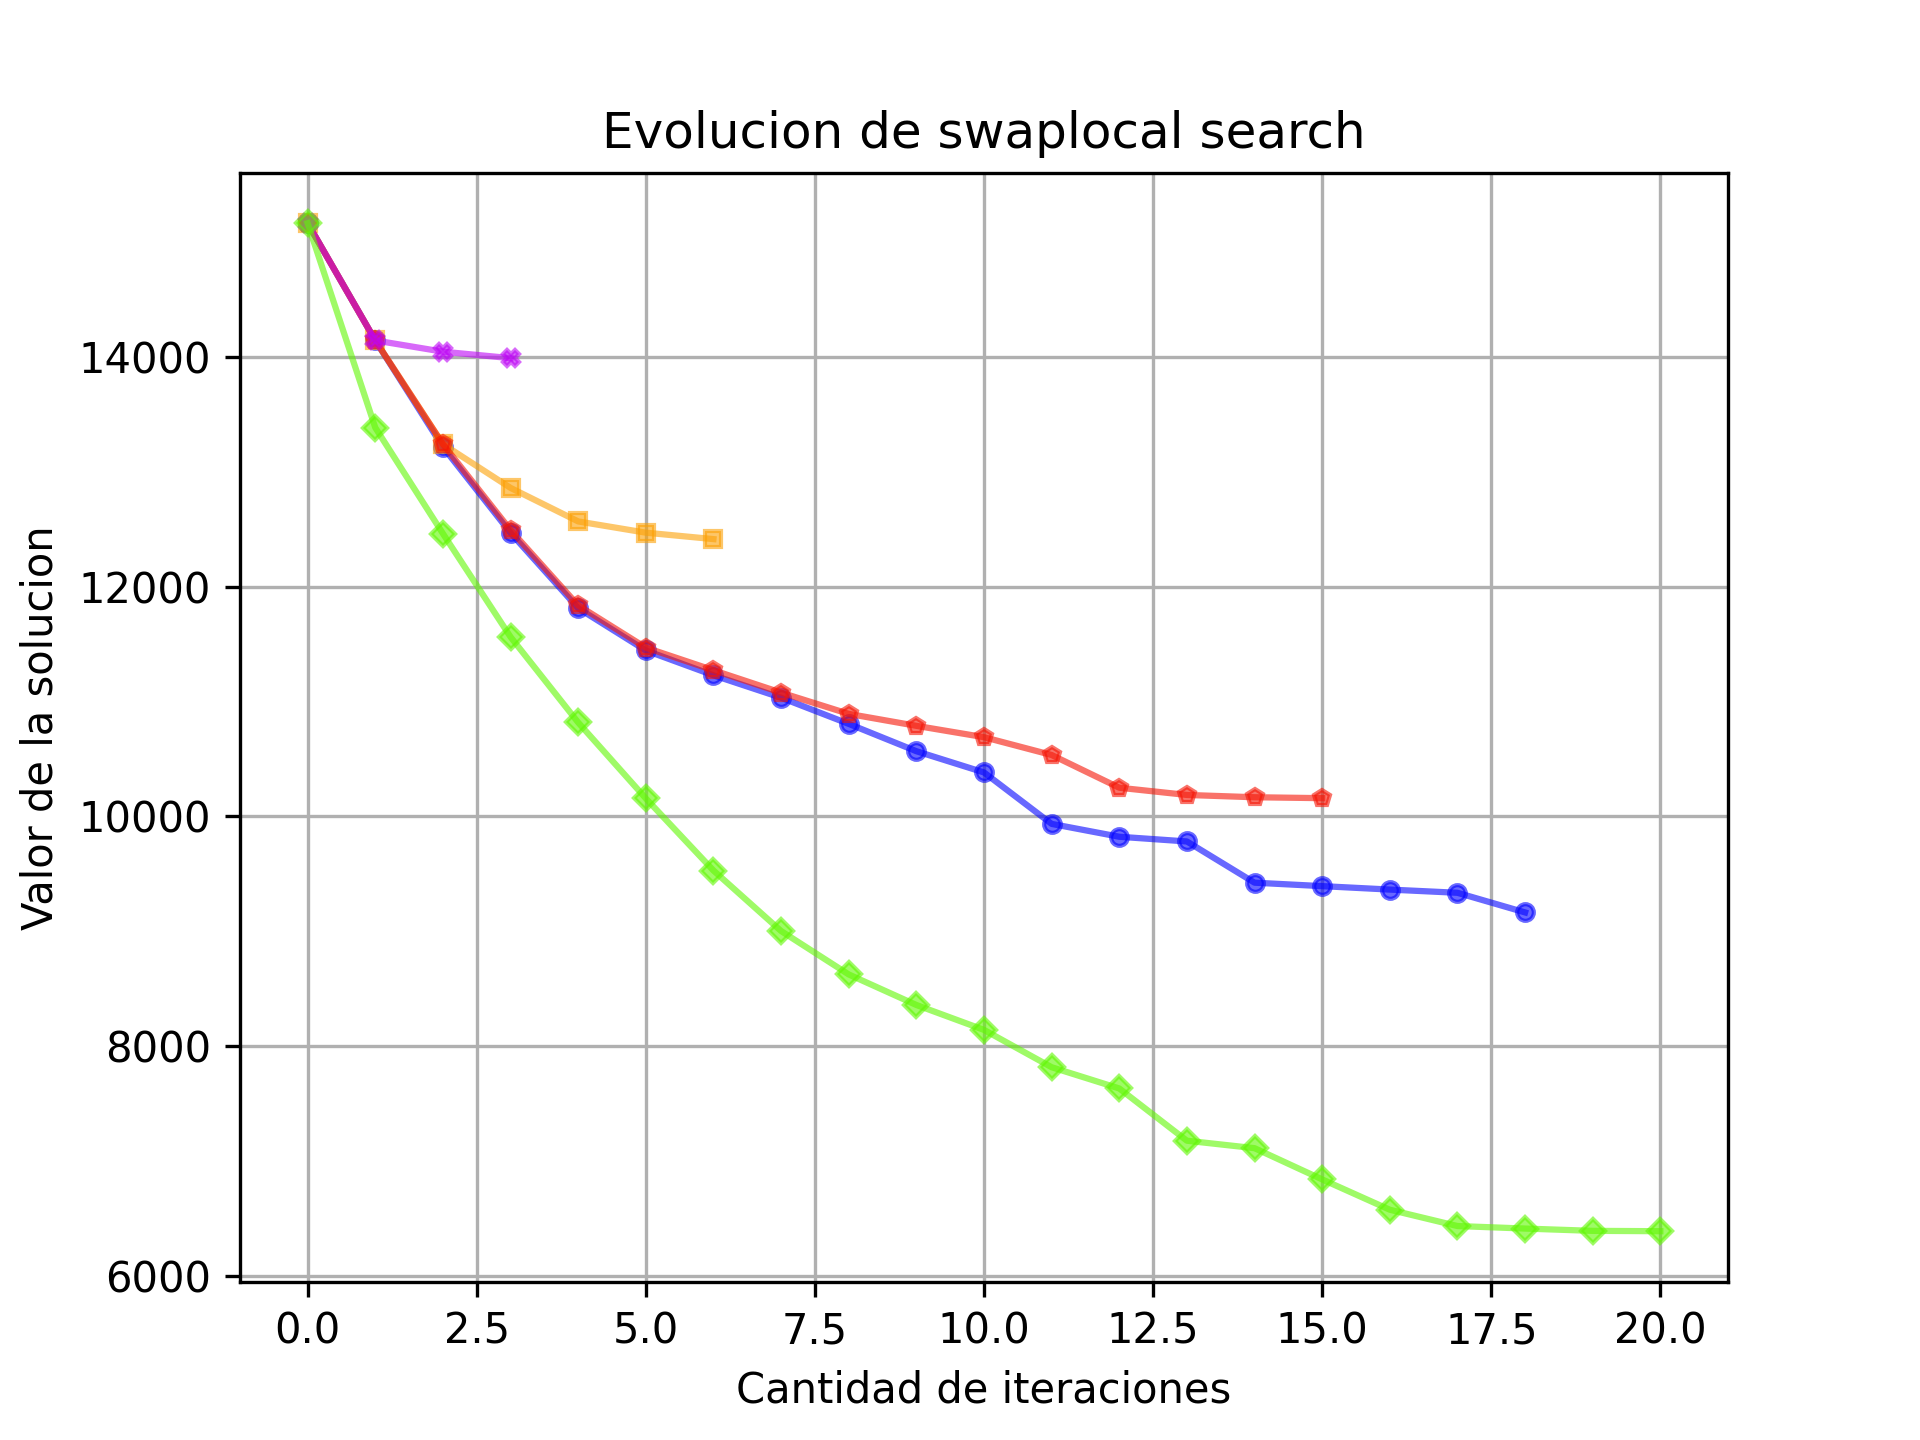 Evolucion de swaplocal search
Valor de la solucion
14000
12000
10000
8000
6000
0.0 2.5 5.0 7.5 10.0 12.5 15.0 17.5 20.0
Cantidad de iteraciones